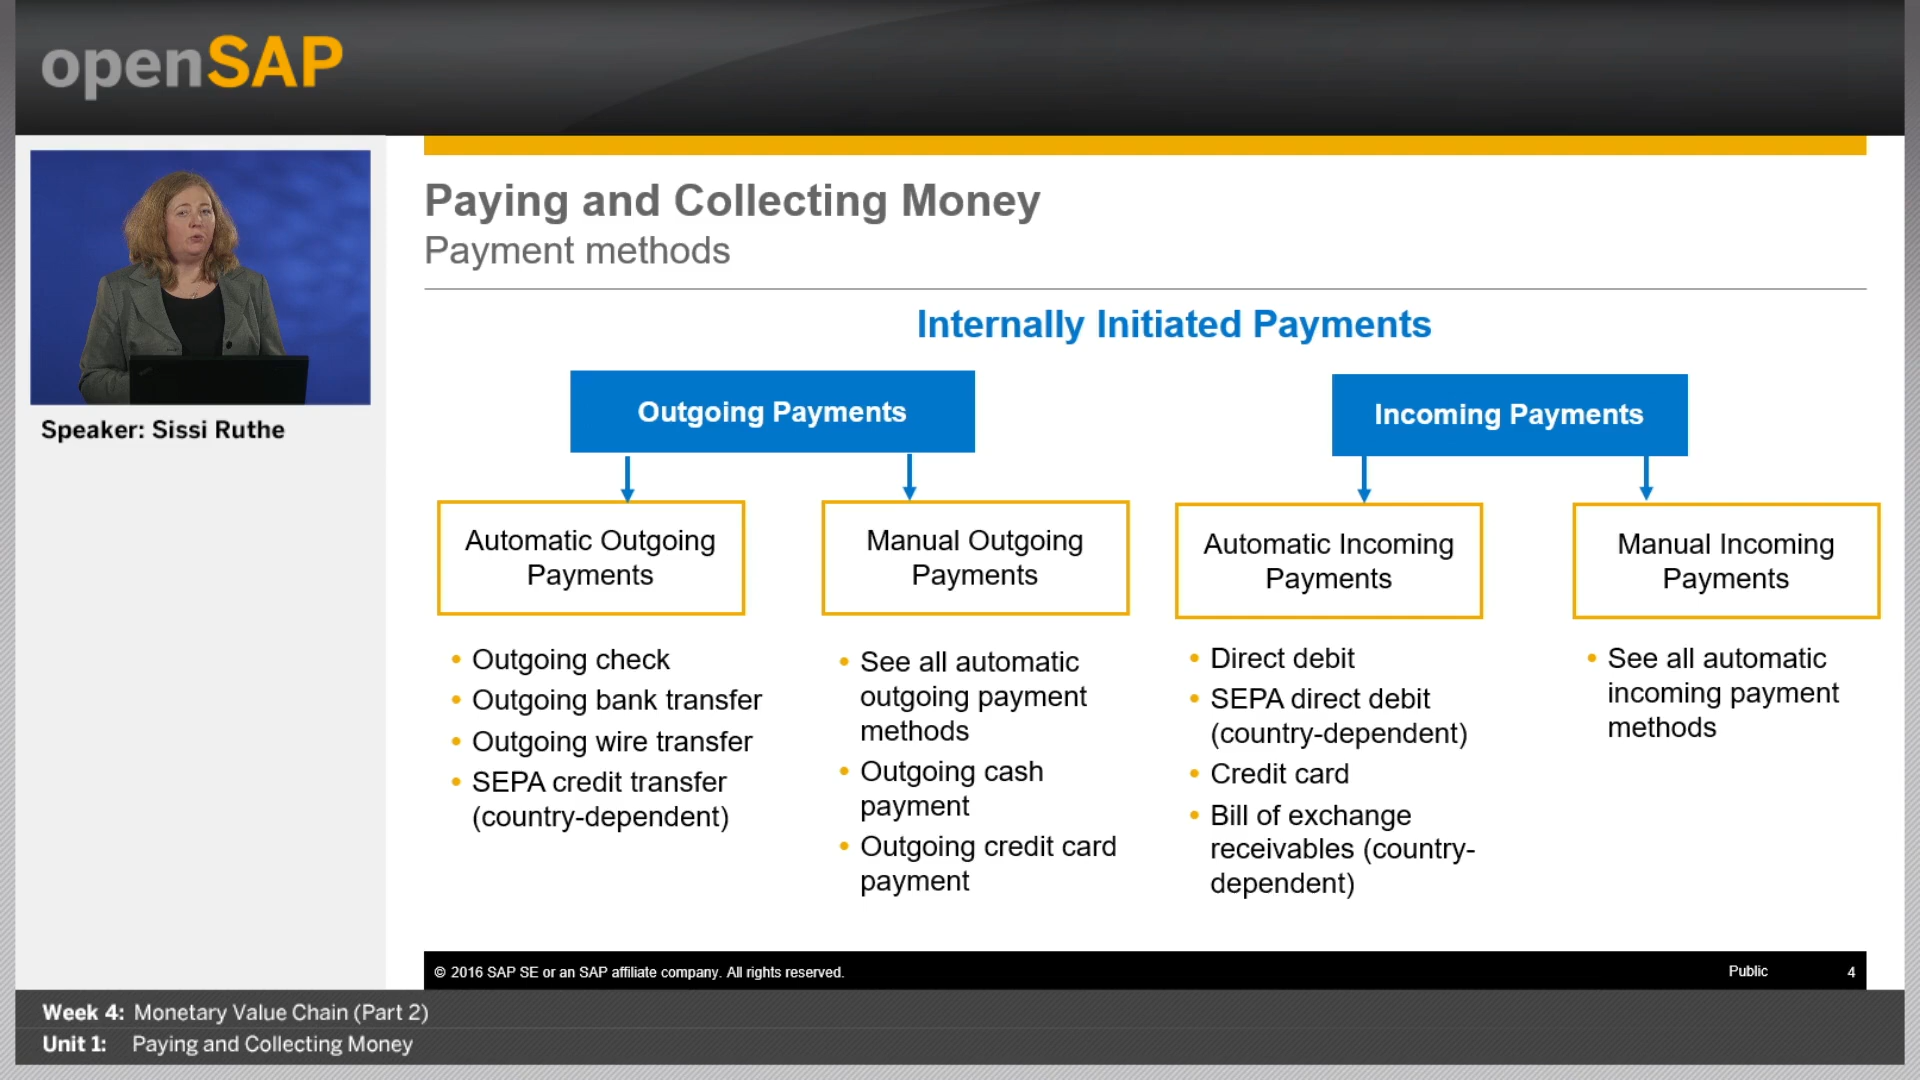 openSAP
Speaker: Sissi Ruthe
Paying and Collecting Money
Payment methods
Internally Initiated Payments
Outgoing Payments
Incoming Payments
Automatic Outgoing
Payments
Manual Outgoing
Payments
Automatic Incoming
Payments
Manual Incoming
Payments
• Outgoing check
• Outgoing bank transfer
• Outgoing wire transfer
• SEPA credit transfer
(country-dependent)
• See all automatic
outgoing payment
methods
• Outgoing cash
payment
• Outgoing credit card
payment
• Direct debit
• SEPA direct debit
(country-dependent)
• Credit card
• Bill of exchange
receivables (country-
dependent)
• See all automatic
incoming payment
methods
© 2016 SAP SE or an SAP affiliate company. All rights reserved.
Public 4
Week 4: Monetary Value Chain (Part 2)
Unit 1: Paying and Collecting Money